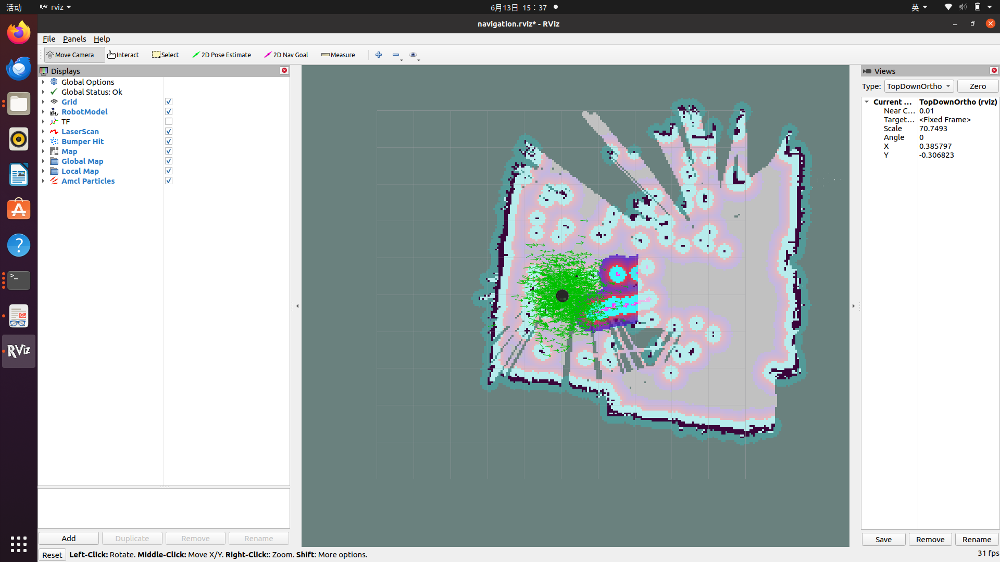 活动 RViz rviz 6月13日 15：37 英
navigation.rviz* - RViz
File Panels Help
Move Camera Interact Select 2D Pose Estimate 2D Nav Goal Measure
Displays
Global Options
Global Status: Ok
Grid
RobotModel
TF
LaserScan
Bumper Hit
Map
Global Map
Local Map
Amcl Particles
Add Duplicate Remove Rename
Reset Left-Click: Rotate. Middle-Click: Move X/Y. Right-Click:: Zoom. Shift: More options.
Views
Type: TopDownOrtho Zero
Current ... TopDownOrtho (rviz)
Near C... 0.01
Target... <Fixed Frame>
Scale 70.7493
Angle 0
X 0.385797
Y -0.306823
Save Remove Rename
31 fps
>_
?
RViz